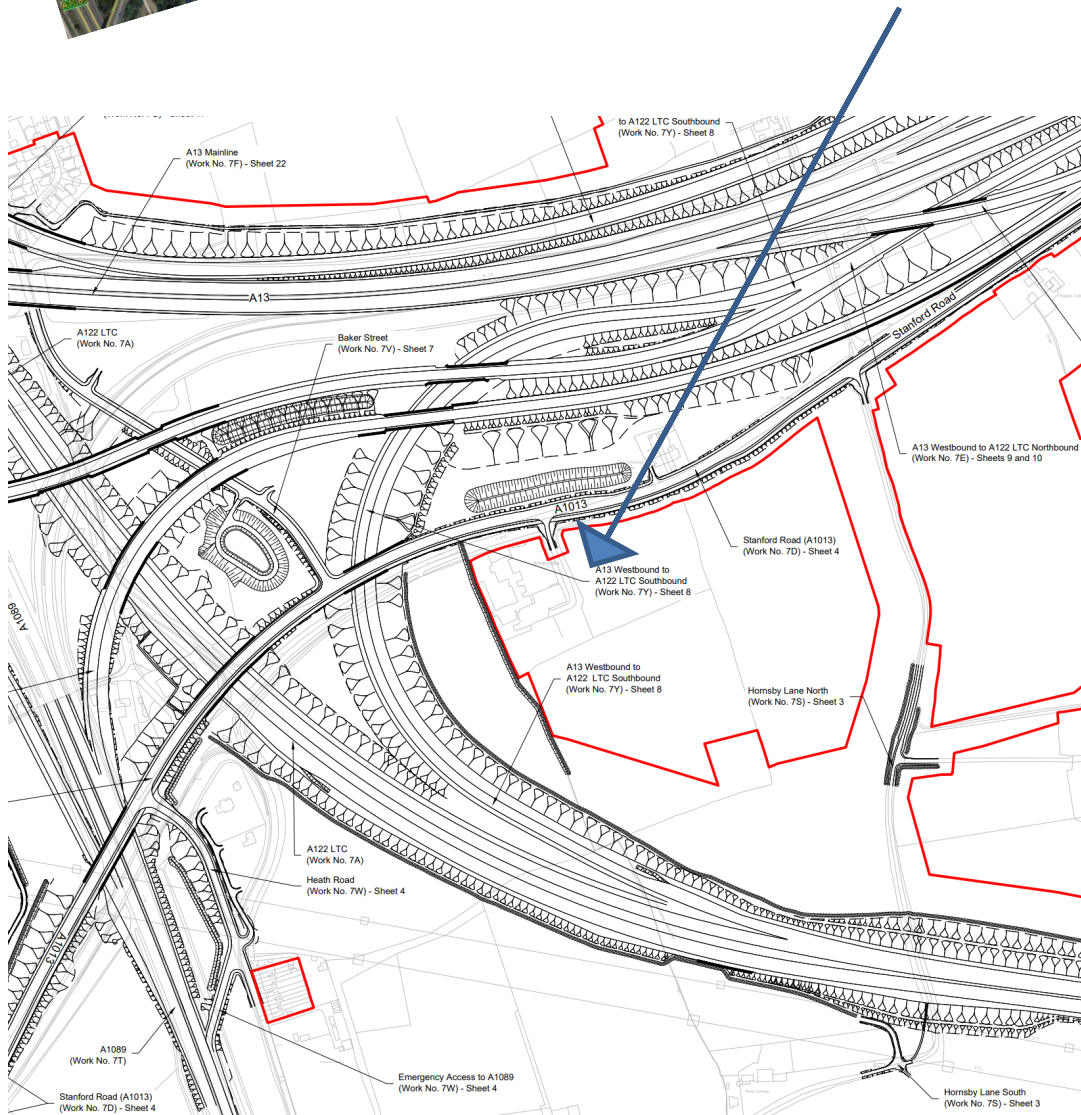 to A122 LTC Southbound
(Work No. 7Y) - Sheet 8
A13 Mainline
(Work No. 7F) - Sheet 22
A13
A122 LTC
(Work No. 7A)
Baker Street
(Work No. 7V) - Sheet 7
Stanford Road
A13 Westbound to A122 LTC Northbound
(Work No. 7E) - Sheets 9 and 10
A1013
Stanford Road (A1013)
(Work No. 7D) - Sheet 4
A13 Westbound to
A122 LTC Southbound
(Work No. 7Y) - Sheet 8
A1089
A13 Westbound to
A122 LTC Southbound
(Work No. 7Y) - Sheet 8
Hornsby Lane North
(Work No. 7S) - Sheet 3
A122 LTC
(Work No. 7A)
Heath Road
(Work No. 7W) - Sheet 4
A1013
A1089
(Work No. 7T)
Emergency Access to A1089
(Work No. 7W) - Sheet 4
Stanford Road (A1013)
(Work No. 7D) - Sheet 4
Hornsby Lane South
(Work No. 7S) - Sheet 3